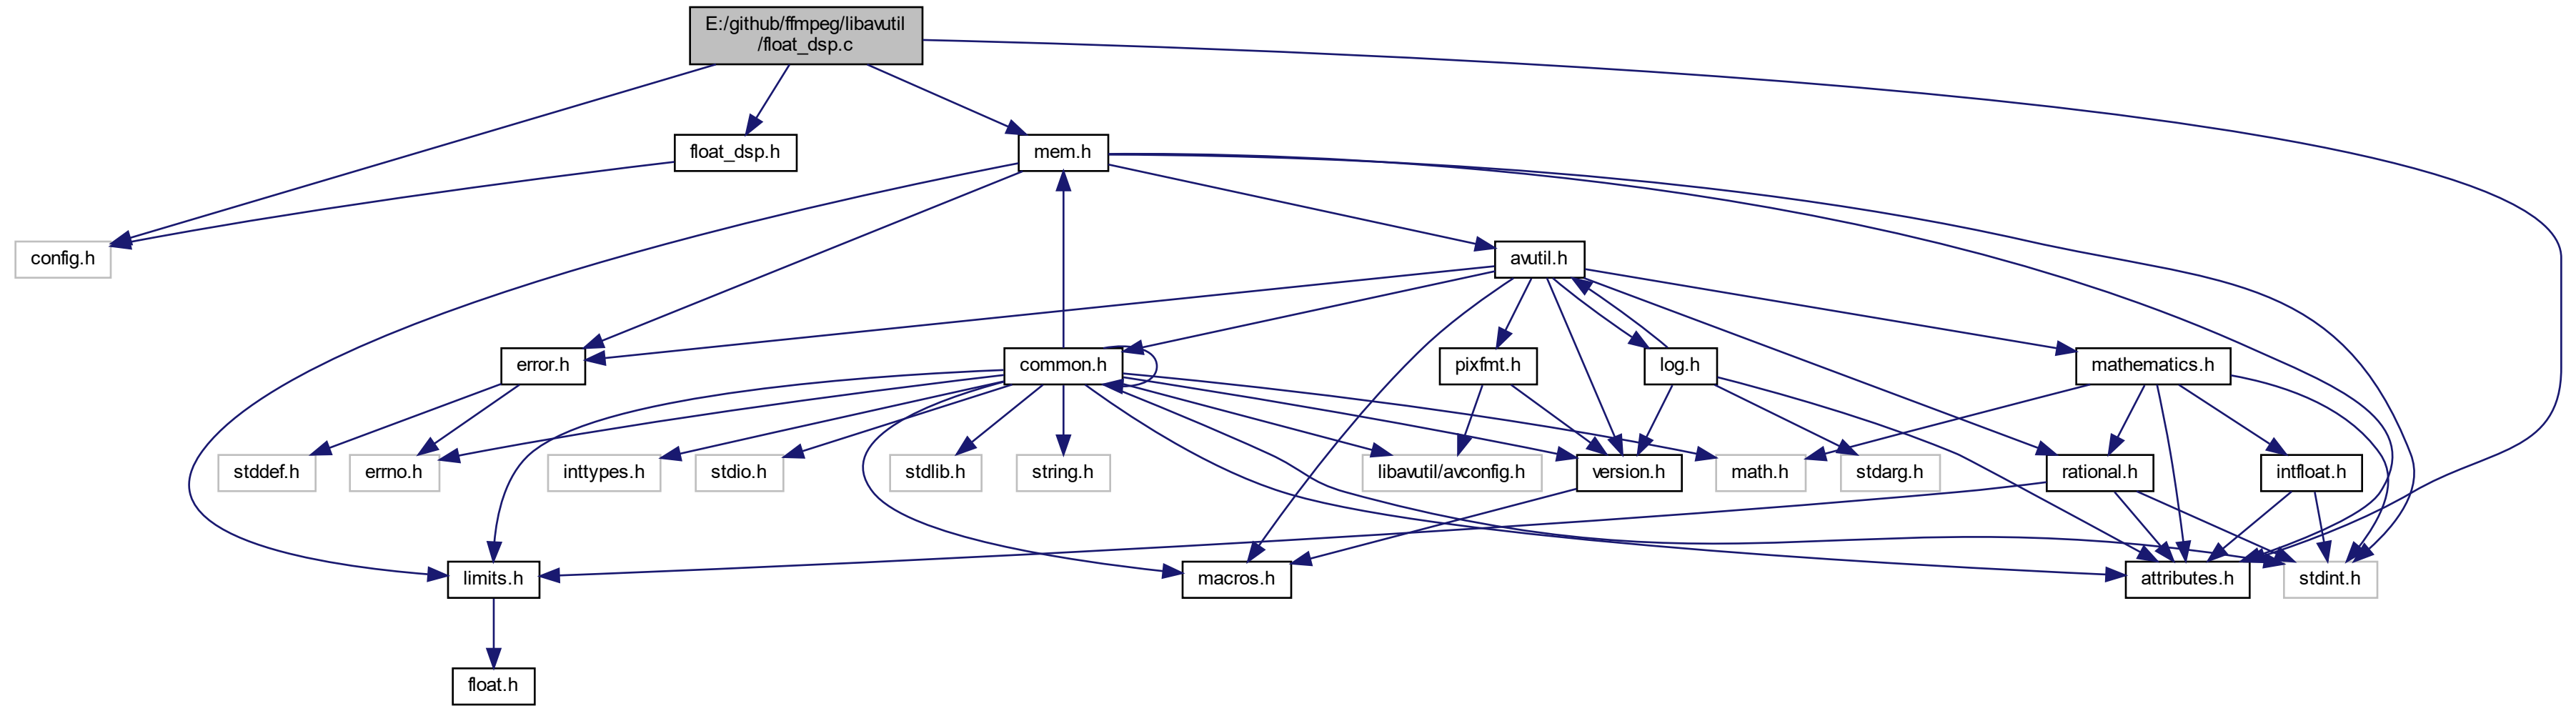 E:/github/ffmpeg/libavutil
/float_dsp.c
float_dsp.h
mem.h
config.h
avutil.h
error.h
common.h
pixfmt.h
log.h
mathematics.h
stddef.h
errno.h
inttypes.h
stdio.h
stdlib.h
string.h
libavutil/avconfig.h
version.h
math.h
stdarg.h
rational.h
intfloat.h
limits.h
macros.h
attributes.h
stdint.h
float.h